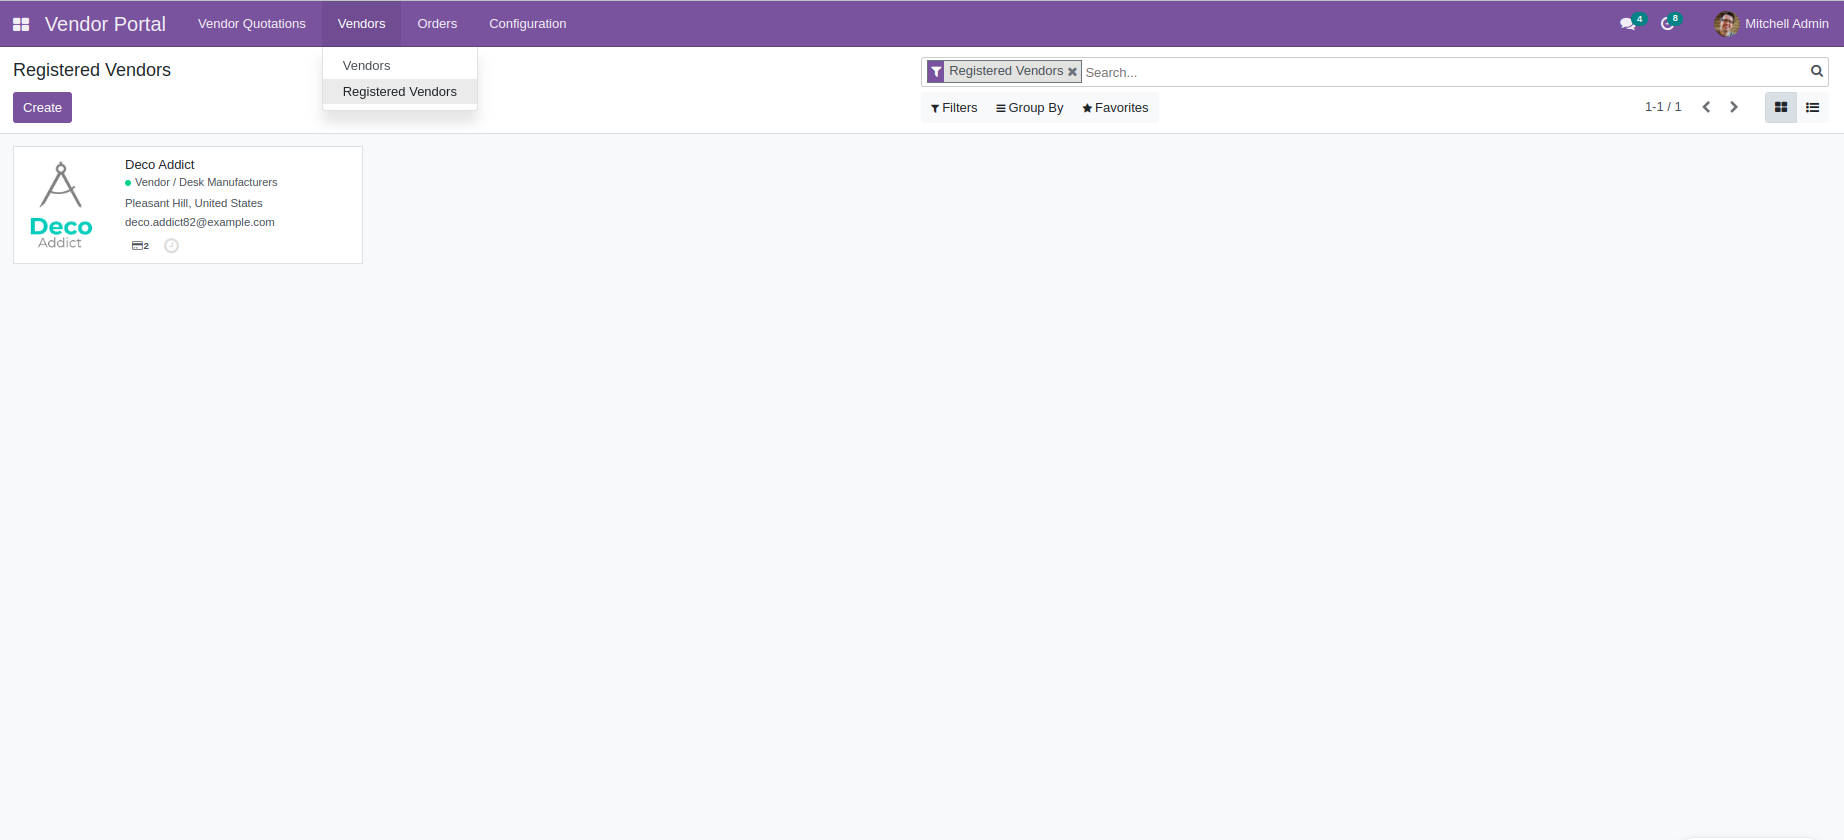 Vendor Portal Vendor Quotations Vendors Orders Configuration 4 8 Mitchell Admin
Vendors
Registered Vendors
Registered Vendors
Create
Registered Vendors Search...
Filters Group By Favorites
1-1 / 1
Deco
Addict
Deco Addict
Vendor / Desk Manufacturers
Pleasant Hill, United States
deco.addict82@example.com
2